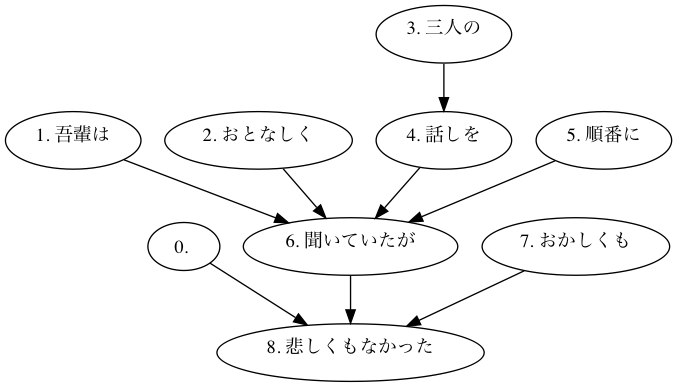 3. 三人の
1. 吾輩は
2. おとなしく
4. 話しを
5. 順番に
0.
6. 聞いていたが
7. おかしくも
8. 悲しくもなかった